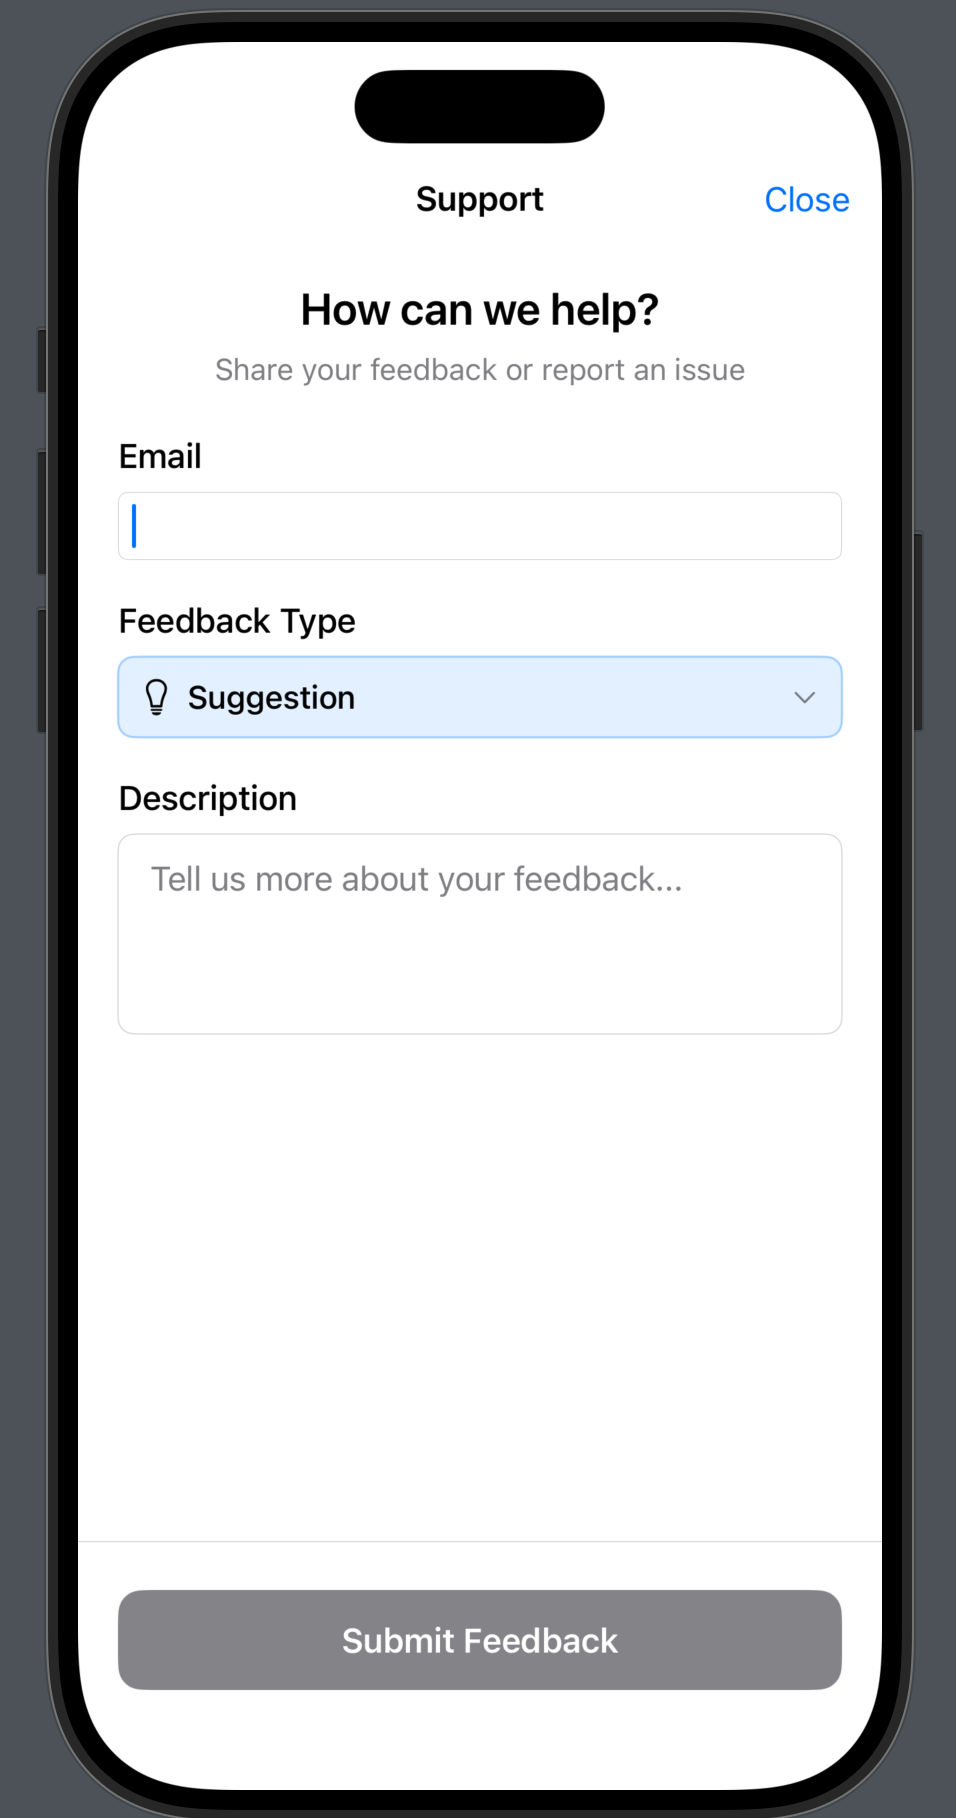 Support
Close
How can we help?
Share your feedback or report an issue
Email
Feedback Type
Suggestion
Description
Tell us more about your feedback...
Submit Feedback